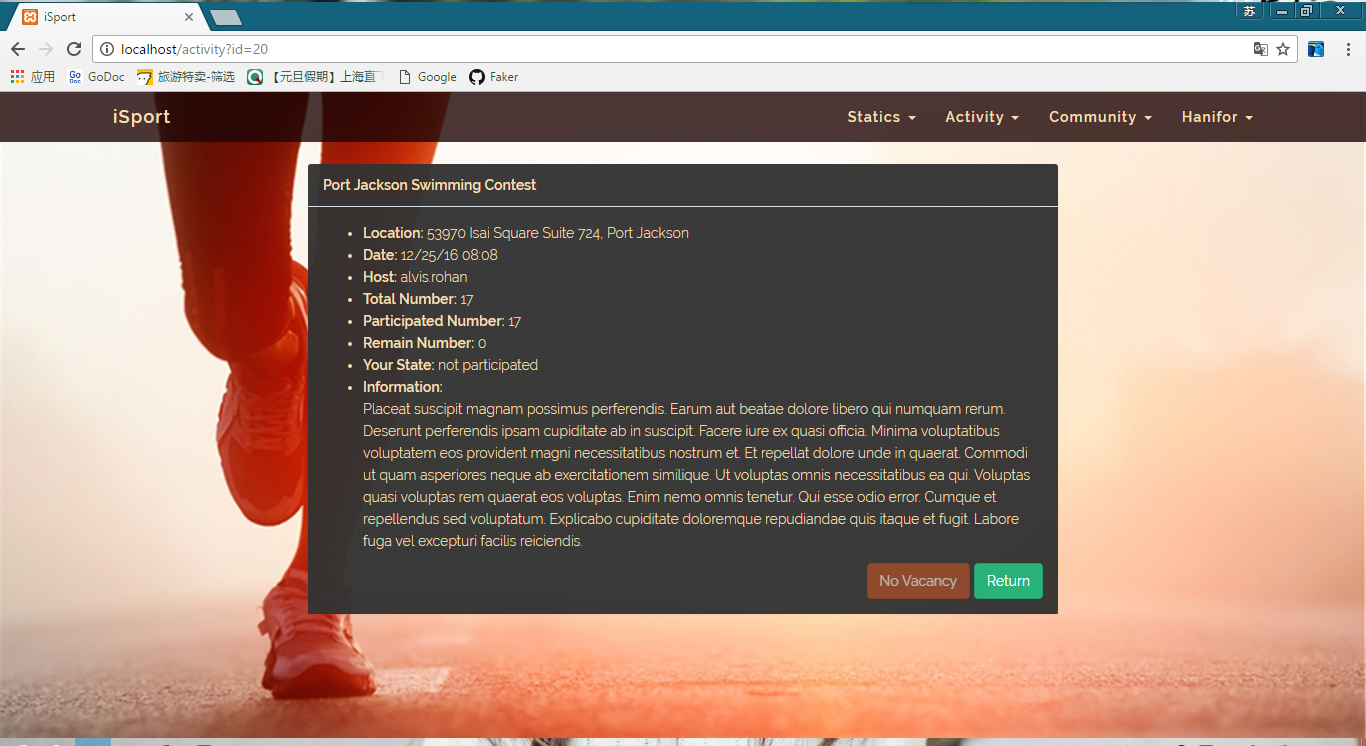 iSport
苏
localhost/activity?id=20
应用 GoDoc 旅游特卖-筛选 【元旦假期】上海直 Google Faker
iSport Statics Activity Community Hanifor
Port Jackson Swimming Contest
Location: 53970 Isai Square Suite 724, Port Jackson
Date: 12/25/16 08:08
Host: alvis.rohan
Total Number: 17
Participated Number: 17
Remain Number: 0
Your State: not participated
Information:
Placeat suscipit magnam possimus perferendis. Earum aut beatae dolore libero qui numquam rerum.
Deserunt perferendis ipsam cupiditate ab in suscipit. Facere iure ex quasi officia. Minima voluptatibus
voluptatem eos provident magni necessitatibus nostrum et. Et repellat dolore unde in quaerat. Commodi
ut quam asperiores neque ab exercitationem similique. Ut voluptas omnis necessitatibus ea qui. Voluptas
quasi voluptas rem quaerat eos voluptas. Enim nemo omnis tenetur. Qui esse odio error. Cumque et
repellendus sed voluptatum. Explicabo cupiditate doloremque repudiandae quis itaque et fugit. Labore
fuga vel excepturi facilis reiciendis.
No Vacancy Return